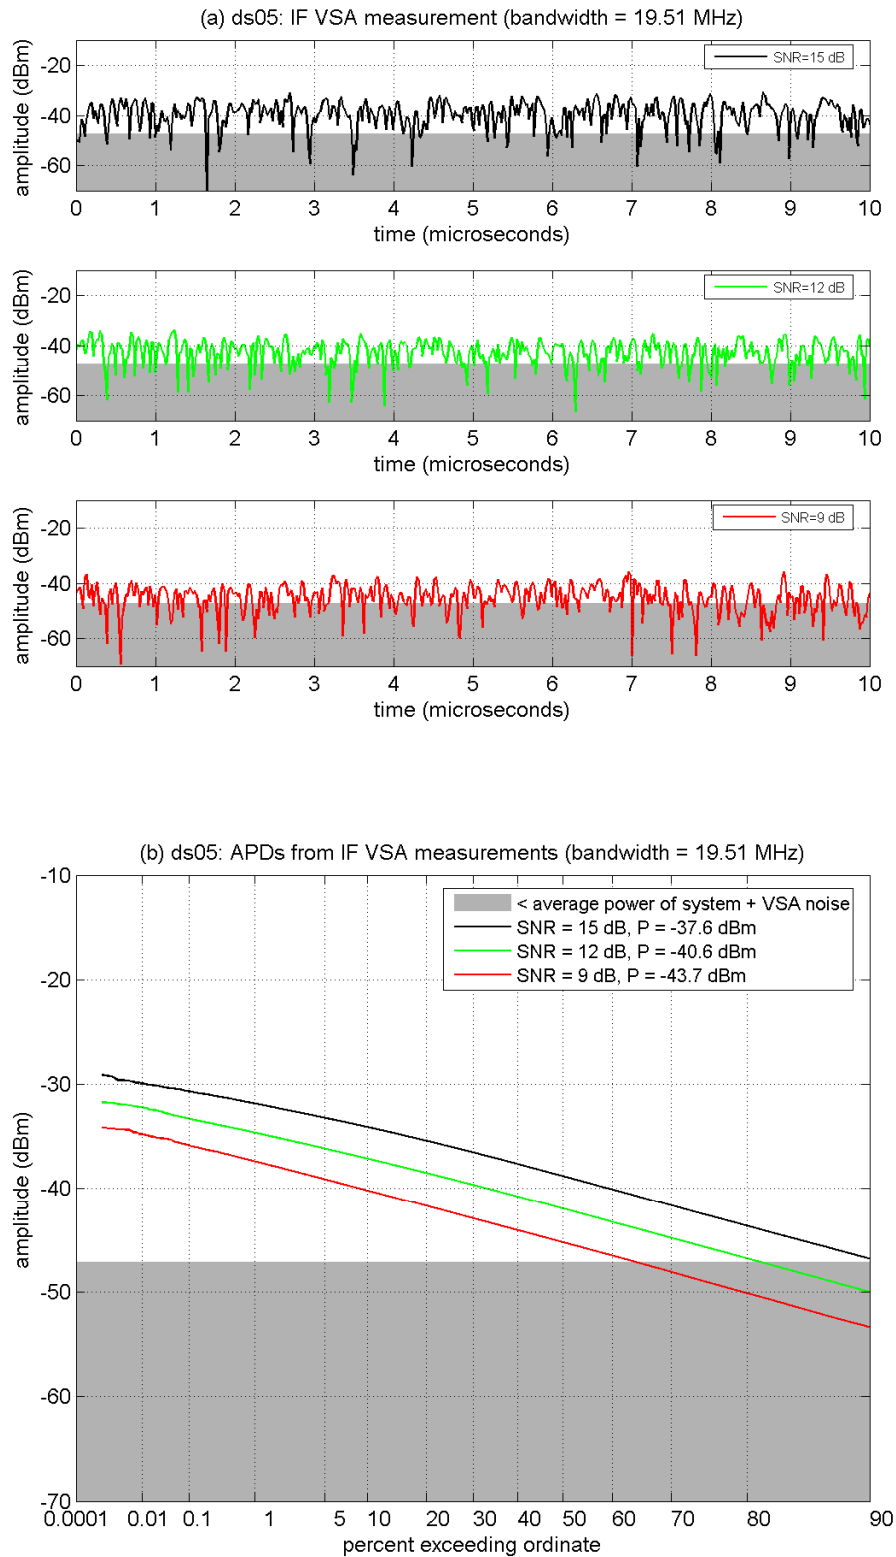 (a) ds05: IF VSA measurement (bandwidth = 19.51 MHz)
amplitude (dBm)
-20
-40
-60
SNR=15 dB
0 1 2 3 4 5 6 7 8 9 10
time (microseconds)
amplitude (dBm)
-20
-40
-60
SNR=12 dB
0 1 2 3 4 5 6 7 8 9 10
time (microseconds)
amplitude (dBm)
-20
-40
-60
SNR=9 dB
0 1 2 3 4 5 6 7 8 9 10
time (microseconds)
(b) ds05: APDs from IF VSA measurements (bandwidth = 19.51 MHz)
amplitude (dBm)
-10
-20
-30
-40
-50
-60
-70
< average power of system + VSA noise
SNR = 15 dB, P = -37.6 dBm
SNR = 12 dB, P = -40.6 dBm
SNR = 9 dB, P = -43.7 dBm
0.0001 0.01 0.1 1 5 10 20 30 40 50 60 70 80 90
percent exceeding ordinate